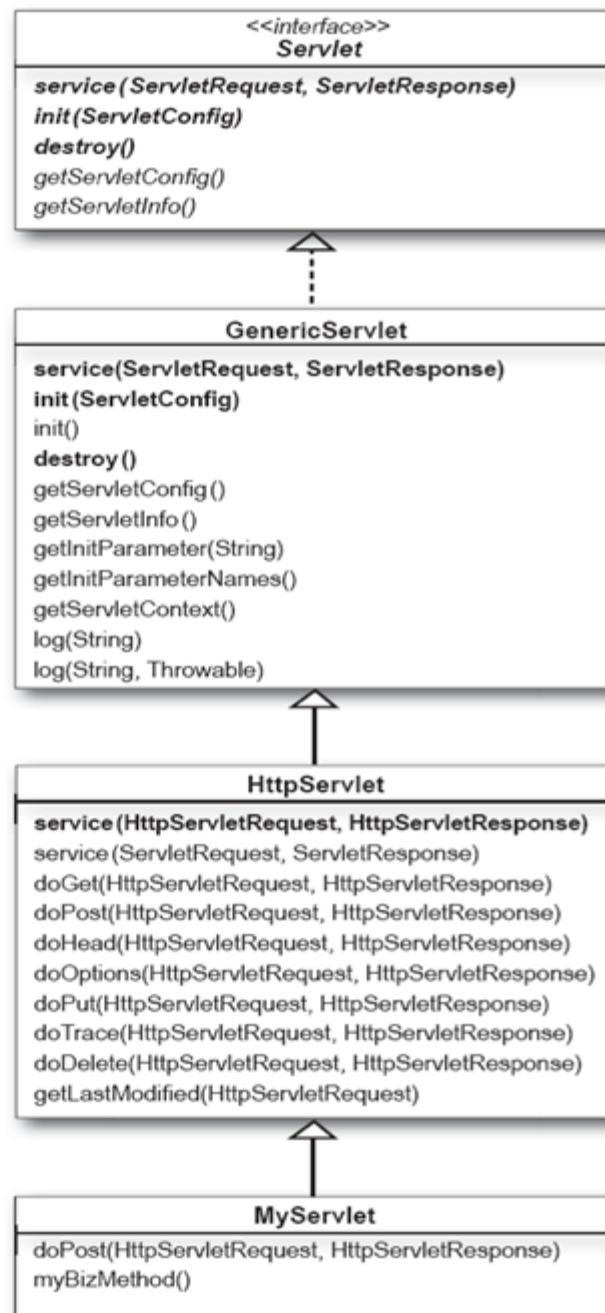 <<interface>>
Servlet
service(ServletRequest, ServletResponse)
init(ServletConfig)
destroy()
getServletConfig()
getServletInfo()
GenericServlet
service(ServletRequest, ServletResponse)
init(ServletConfig)
init()
destroy()
getServletConfig()
getServletInfo()
getInitParameter(String)
getInitParameterNames()
getServletContext()
log(String)
log(String, Throwable)
HttpServlet
service(HttpServletRequest, HttpServletResponse)
service(ServletRequest, ServletResponse)
doGet(HttpServletRequest, HttpServletResponse)
doPost(HttpServletRequest, HttpServletResponse)
doHead(HttpServletRequest, HttpServletResponse)
doOptions(HttpServletRequest, HttpServletResponse)
doPut(HttpServletRequest, HttpServletResponse)
doTrace(HttpServletRequest, HttpServletResponse)
doDelete(HttpServletRequest, HttpServletResponse)
getLastModified(HttpServletRequest)
MyServlet
doPost(HttpServletRequest, HttpServletResponse)
myBizMethod()